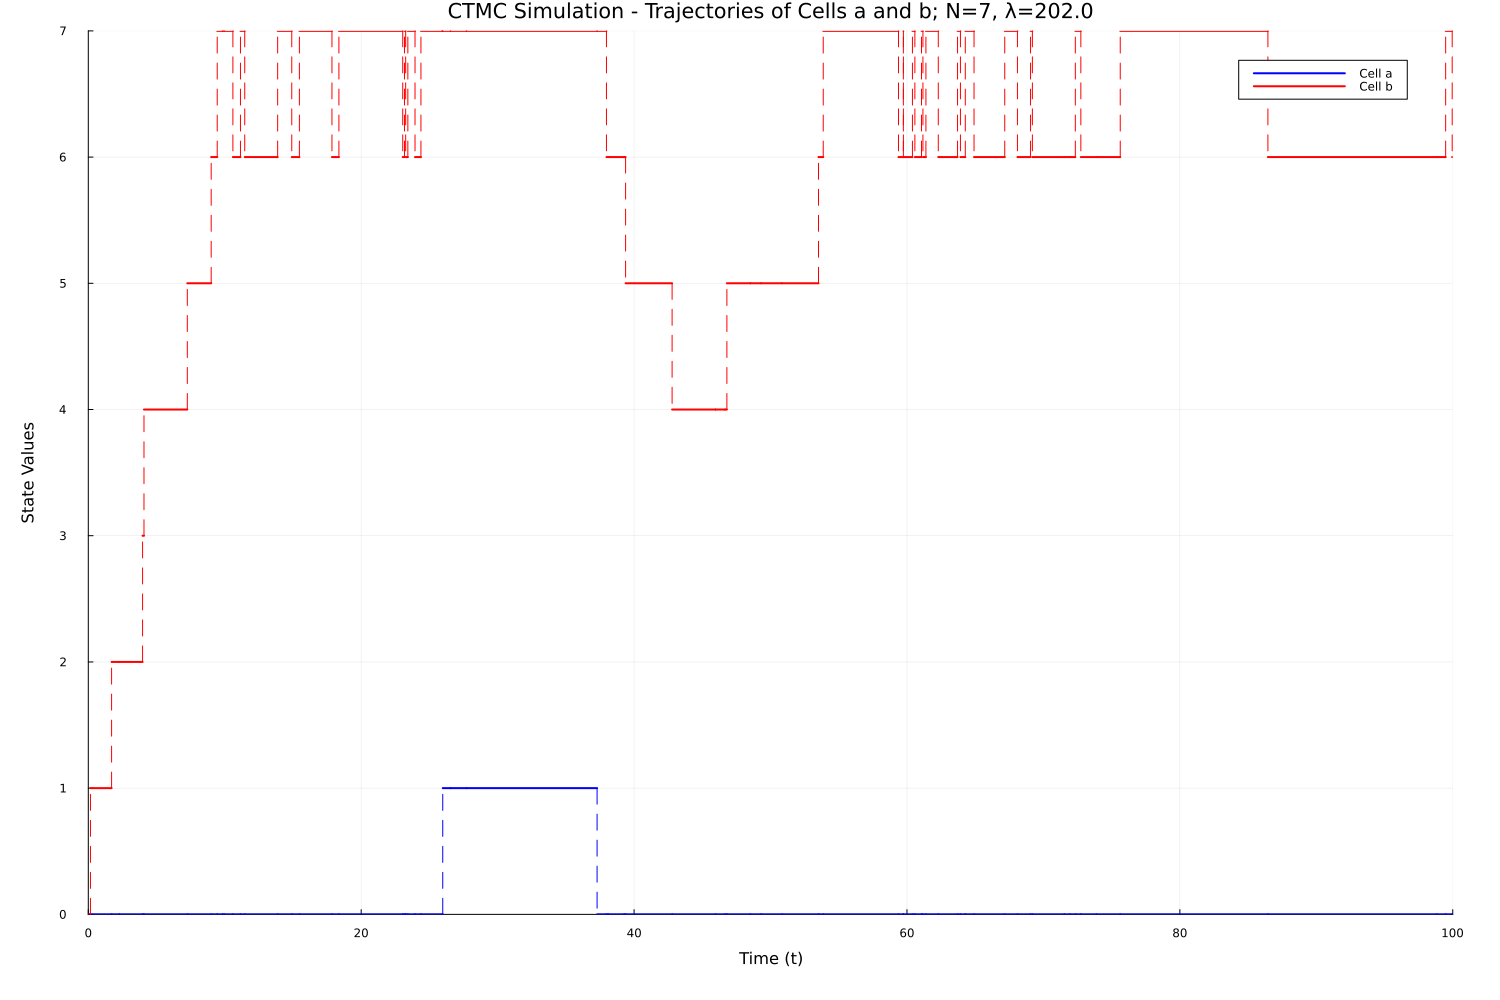 CTMC Simulation - Trajectories of Cells a and b; N=7, λ=202.0
7
Cell a
Cell b
6
5
4
State Values
3
2
1
0
0 20 40 60 80 100
Time (t)